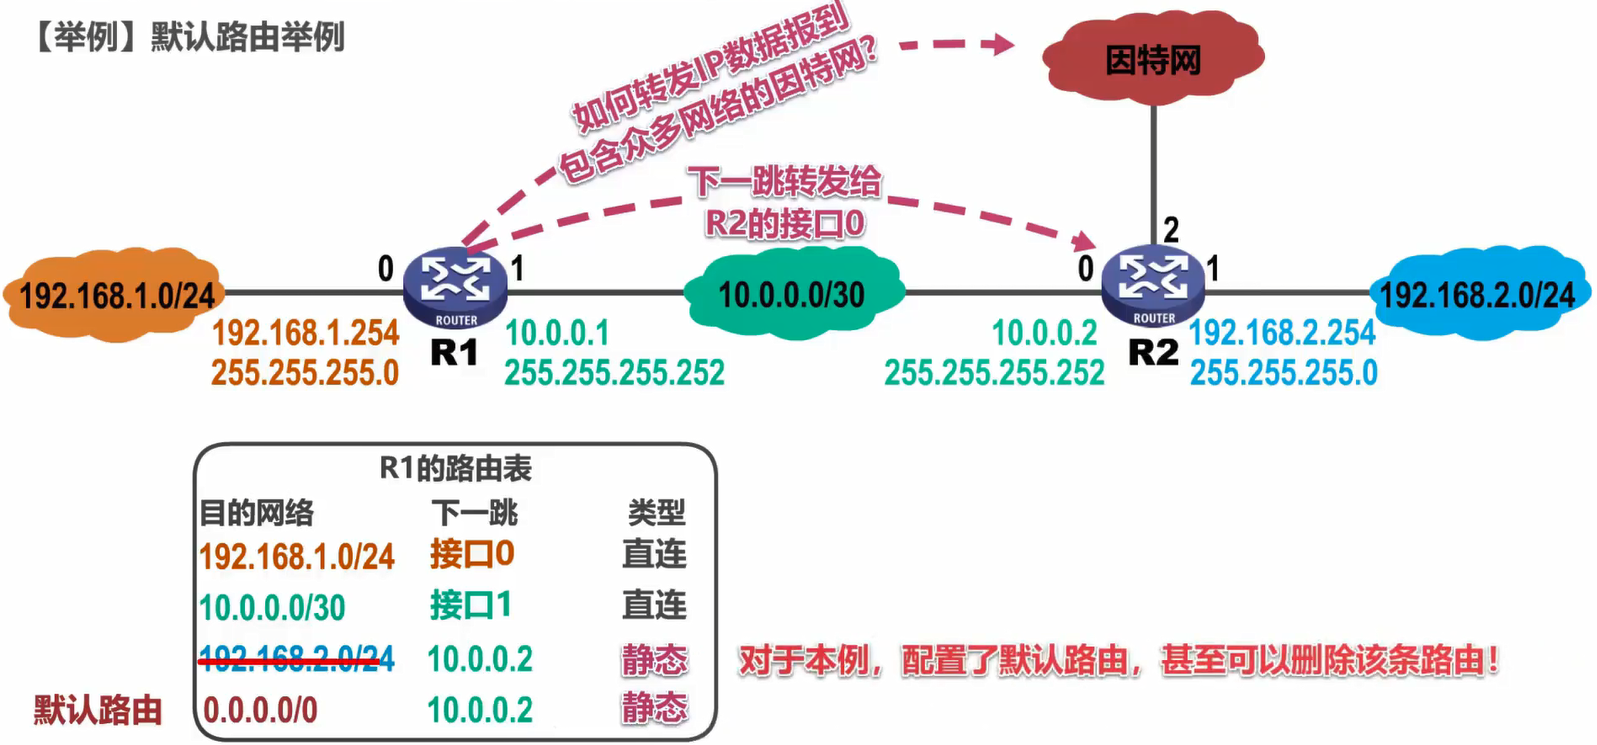 【举例】默认路由举例
如何转发IP数据报到
包含众多网络的因特网？
因特网
下一跳转发给
R2的接口0
2
0
1
0
1
192.168.1.0/24
10.0.0.0/30
192.168.2.0/24
ROUTER
ROUTER
192.168.1.254
255.255.255.0
R1
10.0.0.1
255.255.255.252
10.0.0.2
255.255.255.252
R2
192.168.2.254
255.255.255.0
R1的路由表
目的网络 下一跳 类型
192.168.1.0/24 接口0 直连
10.0.0.0/30 接口1 直连
192.168.2.0/24 10.0.0.2 静态 对于本例，配置了默认路由，甚至可以删除该条路由！
默认路由 0.0.0.0/0 10.0.0.2 静态